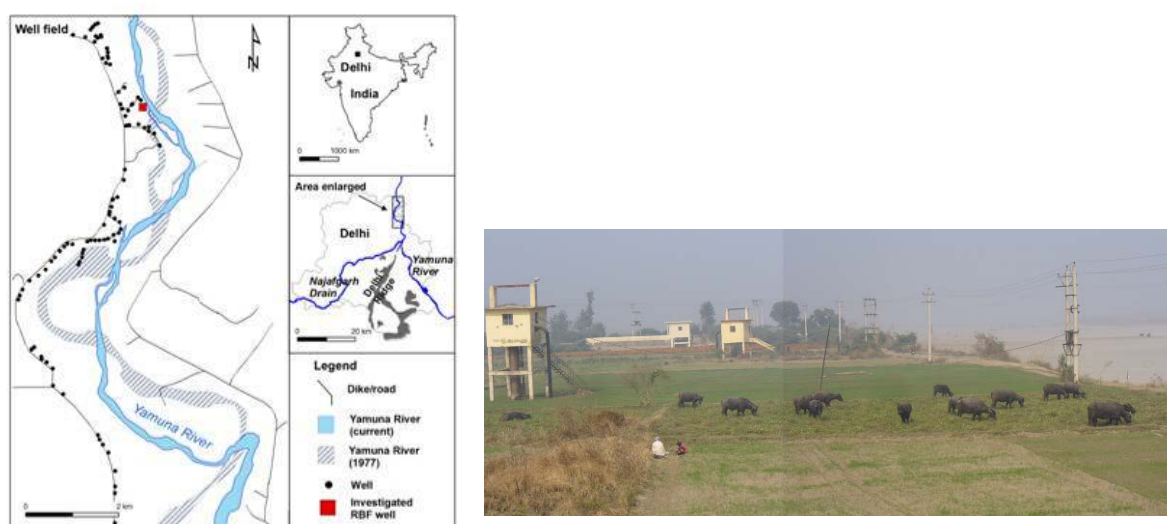 Well field
N
Yamuna River
0
2 km
Delhi
India
0
1000 km
Area enlarged
Delhi
Najafgarh
Drain
Delhi
Ridge
Yamuna
River
0
20 km
Legend
Dike/road
Yamuna River
(current)
Yamuna River
(1977)
Well
Investigated
RBF well